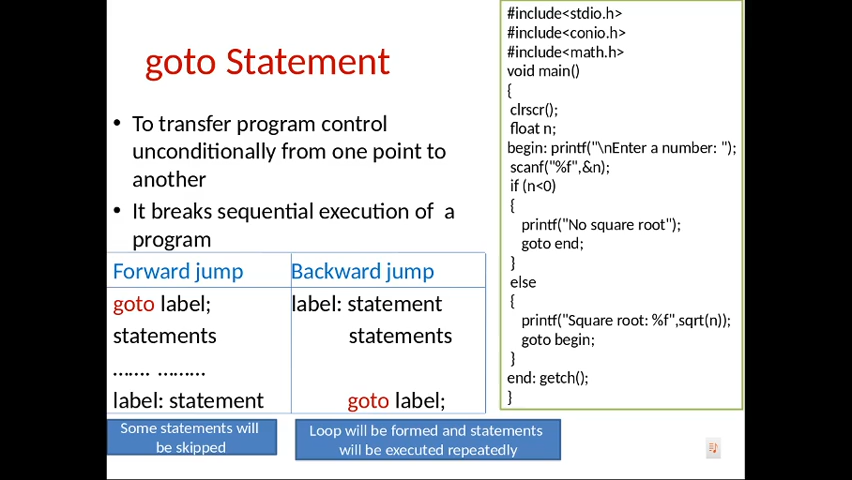 goto Statement
• To transfer program control
unconditionally from one point to
another
• It breaks sequential execution of a
program
Forward jump
goto label;
statements
……. ………
label: statement
Backward jump
label: statement
statements
goto label;
Some statements will
be skipped
Loop will be formed and statements
will be executed repeatedly
#include<stdio.h>
#include<conio.h>
#include<math.h>
void main()
{
clrscr();
float n;
begin: printf("\nEnter a number: ");
scanf("%f",&n);
if (n<0)
{
printf("No square root");
goto end;
}
else
{
printf("Square root: %f",sqrt(n));
goto begin;
}
end: getch();
}